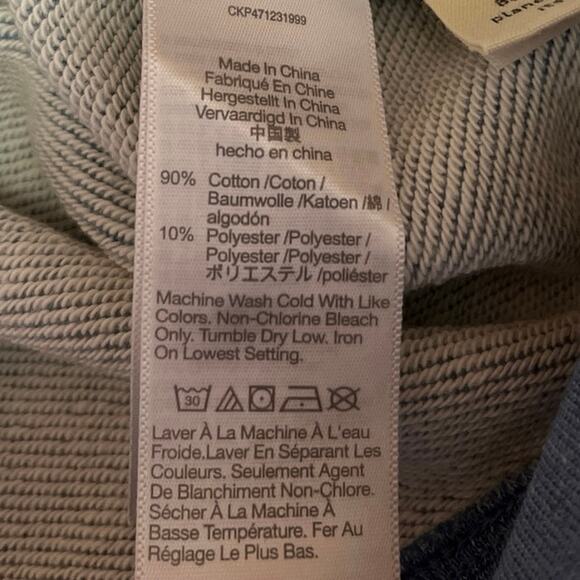 CKP471231999
Made In China
Fabriqué En Chine
Hergestellt In China
Vervaardigd In China
中国製
hecho en china
90% Cotton /Coton /
Baumwolle /Katoen /綿 /
algodón
10% Polyester /Polyester /
Polyester /Polyester /
ポリエステル /poliéster
Machine Wash Cold With Like
Colors. Non-Chlorine Bleach
Only. Tumble Dry Low. Iron
On Lowest Setting.
30
Laver À La Machine À L'eau
Froide.Laver En Séparant Les
Couleurs. Seulement Agent
De Blanchiment Non-Chlore.
Sécher À La Machine À
Basse Température. Fer Au
Réglage Le Plus Bas.